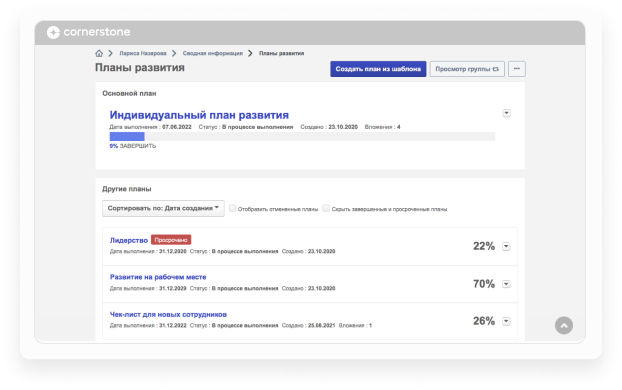 cornerstone
Лариса Назарова Сводная информация Планы развития
Планы развития
Создать план из шаблона Просмотр группы
Основной план
Индивидуальный план развития
Дата выполнения : 07.06.2022 Статус : В процессе выполнения Создано : 23.10.2020 Вложения : 4
9% ЗАВЕРШИТЬ
Другие планы
Сортировать по: Дата создания Отобразить отмененные планы Скрыть завершенные и просроченные планы
Лидерство Просрочено
Дата выполнения : 31.12.2020 Статус : В процессе выполнения Создано : 23.10.2020
22%
Развитие на рабочем месте
Дата выполнения : 31.12.2029 Статус : В процессе выполнения Создано : 23.10.2020
70%
Чек-лист для новых сотрудников
Дата выполнения : 31.12.2022 Статус : В процессе выполнения Создано : 25.08.2021 Вложения : 1
26%